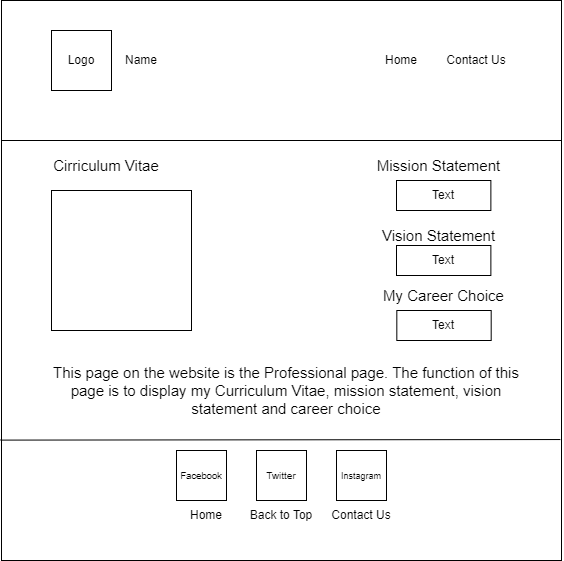 Logo
Name
Home
Contact Us
Cirriculum Vitae
Mission Statement
Text
Vision Statement
Text
My Career Choice
Text
This page on the website is the Professional page. The function of this
page is to display my Curriculum Vitae, mission statement, vision
statement and career choice
Facebook
Twitter
Instagram
Home
Back to Top
Contact Us